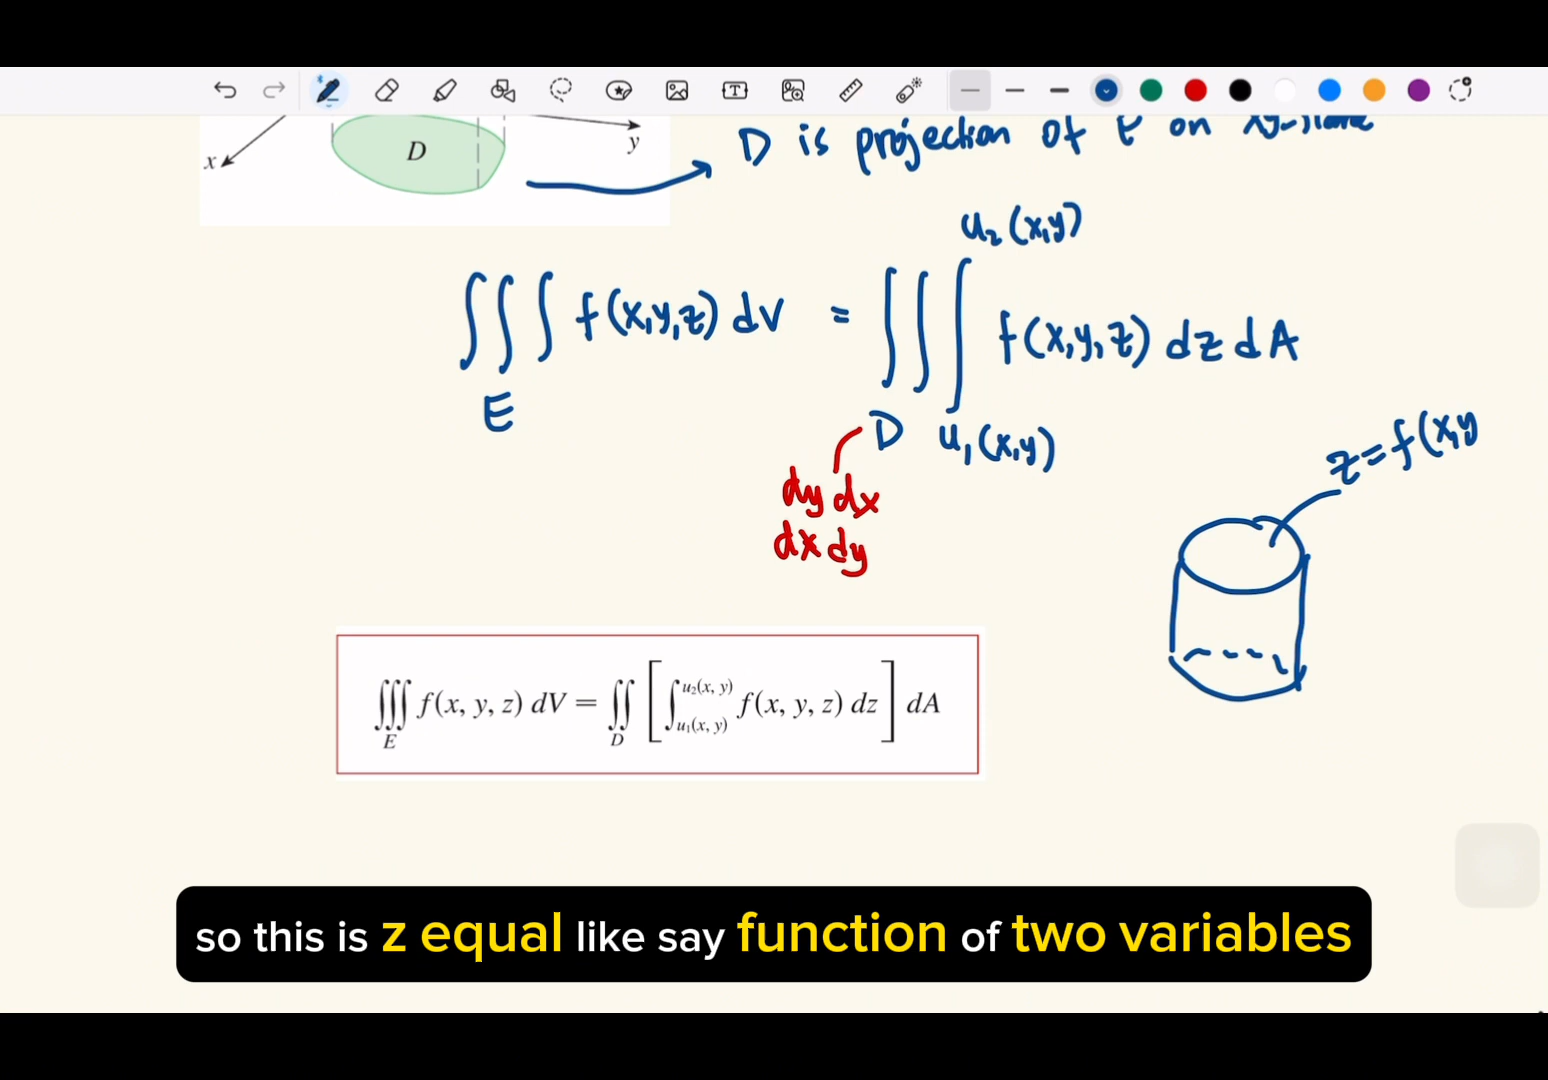 x
D
y
D is projection of E on xy-plane
u₂(x,y)
∫∫∫ f(x,y,z) dV = ∫∫∫ f(x,y,z) dz dA
E
D u₁(x,y)
z=f(x,y
dy dx
dx dy
∭ f(x, y, z) dV = ∬ [∫ f(x, y, z) dz] dA
u₂(x, y)
u₁(x, y)
E
D
so this is z equal like say function of two variables